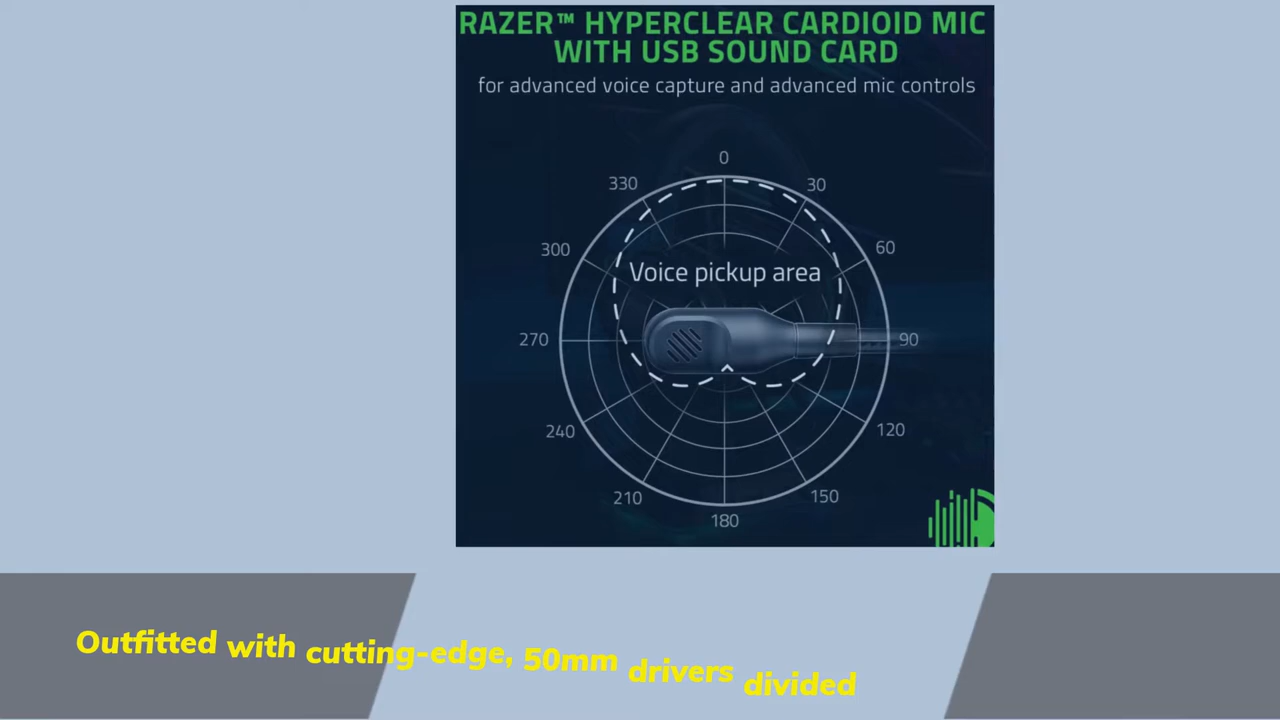 RAZER™ HYPERCLEAR CARDIOID MIC
WITH USB SOUND CARD
for advanced voice capture and advanced mic controls
0
330
30
300
60
Voice pickup area
270
90
240
120
210
150
180
Outfitted with cutting-edge, 50mm drivers divided